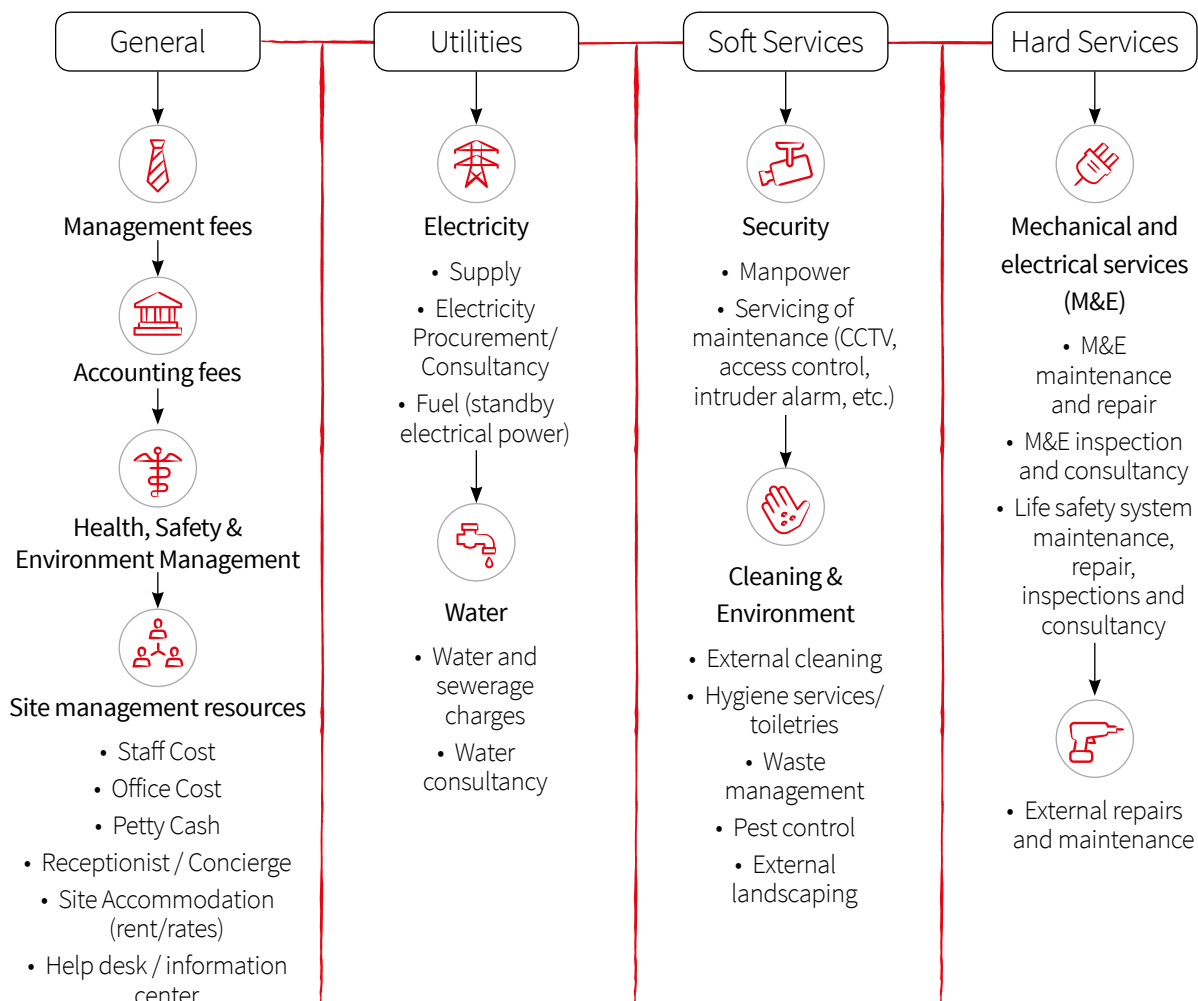 General
Management fees
Accounting fees
Health, Safety &
Environment Management
Site management resources
• Staff Cost
• Office Cost
• Petty Cash
• Receptionist / Concierge
• Site Accommodation
(rent/rates)
• Help desk / information
center
Utilities
Electricity
• Supply
• Electricity
Procurement/
Consultancy
• Fuel (standby
electrical power)
Water
• Water and
sewerage
charges
• Water
consultancy
Soft Services
Security
• Manpower
• Servicing of
maintenance (CCTV,
access control,
intruder alarm, etc.)
Cleaning &
Environment
• External cleaning
• Hygiene services/
toiletries
• Waste
management
• Pest control
• External
landscaping
Hard Services
Mechanical and
electrical services
(M&E)
• M&E
maintenance
and repair
• M&E inspection
and consultancy
• Life safety system
maintenance,
repair,
inspections and
consultancy
• External repairs
and maintenance